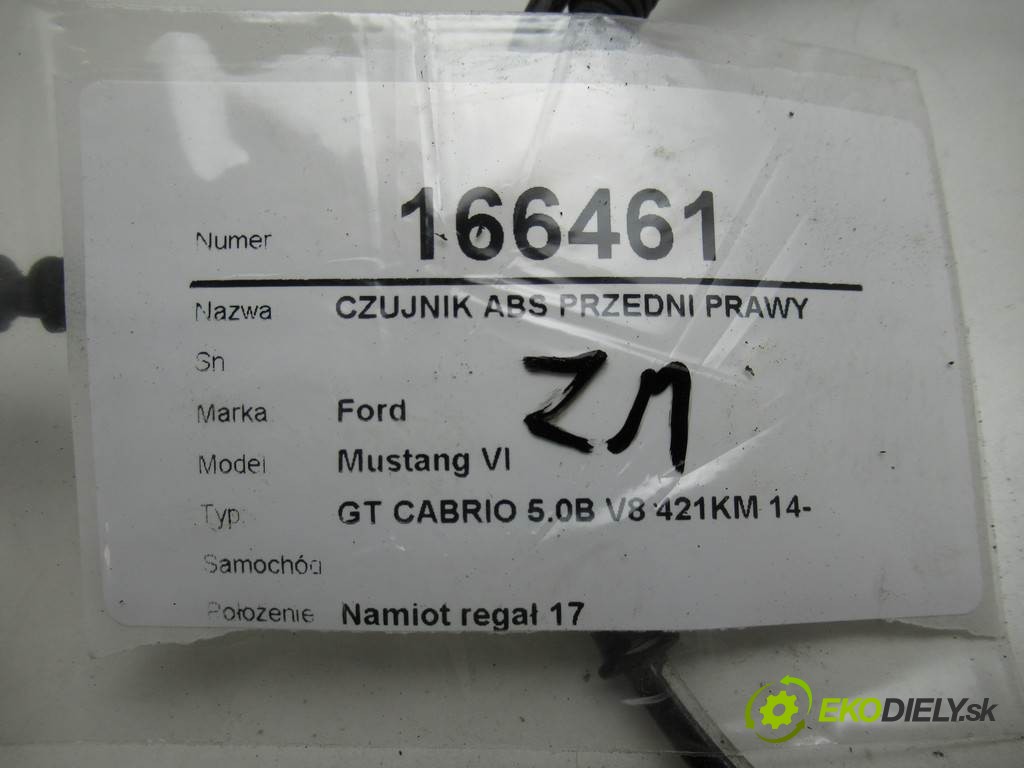 Numer 166461
Nazwa CZUJNIK ABS PRZEDNI PRAWY
Sn
ZM
Marka Ford
Model Mustang VI
Typ GT CABRIO 5.0B V8 421KM 14-
Samochód
Położenie Namiot regał 17
EKODIELY.sk